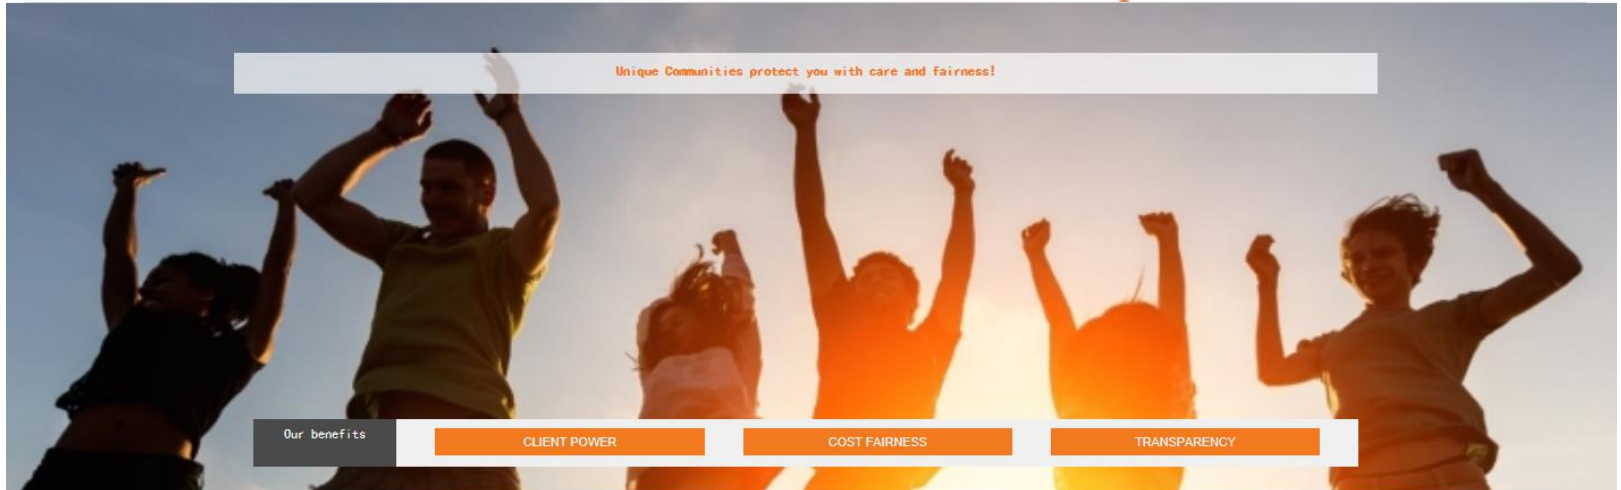 Unique Communities protect you with care and fairness!
Our benefits
CLIENT POWER
COST FAIRNESS
TRANSPARENCY